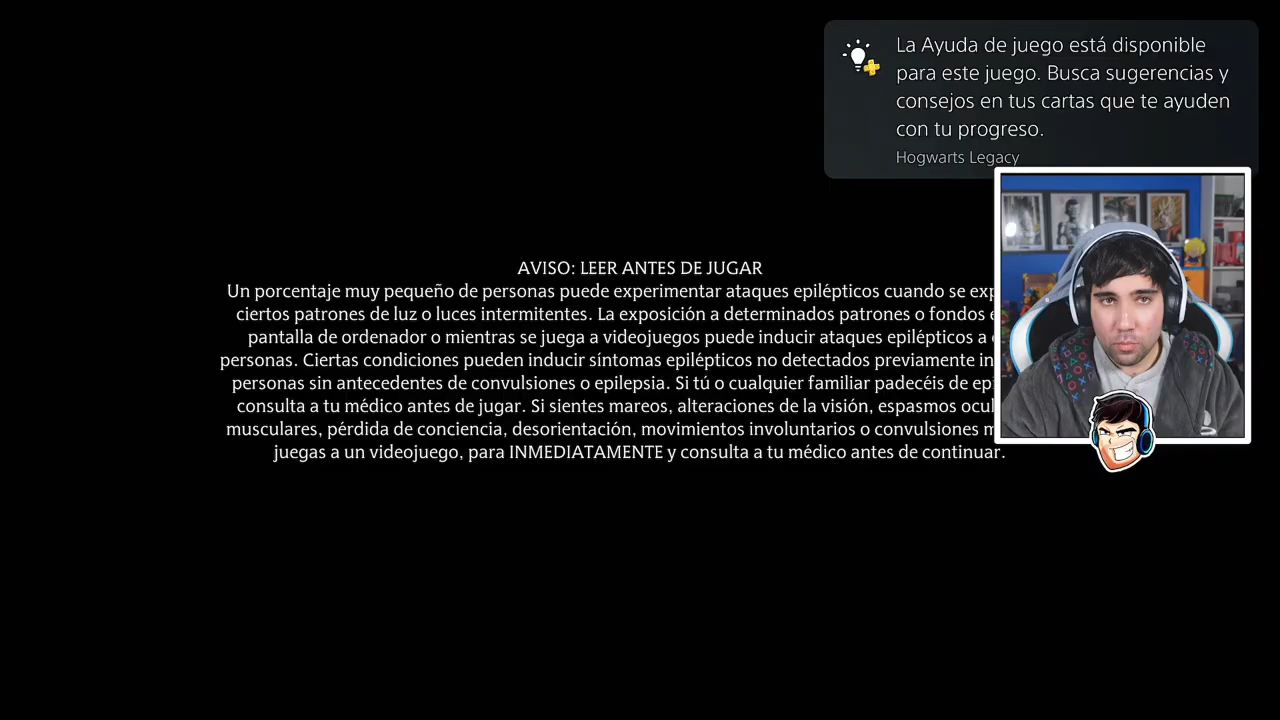 La Ayuda de juego está disponible
para este juego. Busca sugerencias y
consejos en tus cartas que te ayuden
con tu progreso.
Hogwarts Legacy
AVISO: LEER ANTES DE JUGAR
Un porcentaje muy pequeño de personas puede experimentar ataques epilépticos cuando se
ciertos patrones de luz o luces intermitentes. La exposición a determinados patrones o fondos
pantalla de ordenador o mientras se juega a videojuegos puede inducir ataques epilépticos a
personas. Ciertas condiciones pueden inducir síntomas epilépticos no detectados previamente
personas sin antecedentes de convulsiones o epilepsia. Si tú o cualquier familiar padecéis de
consulta a tu médico antes de jugar. Si sientes mareos, alteraciones de la visión, espasmos
musculares, pérdida de conciencia, desorientación, movimientos involuntarios o convulsiones
juegas a un videojuego, para INMEDIATAMENTE y consulta a tu médico antes de continuar.